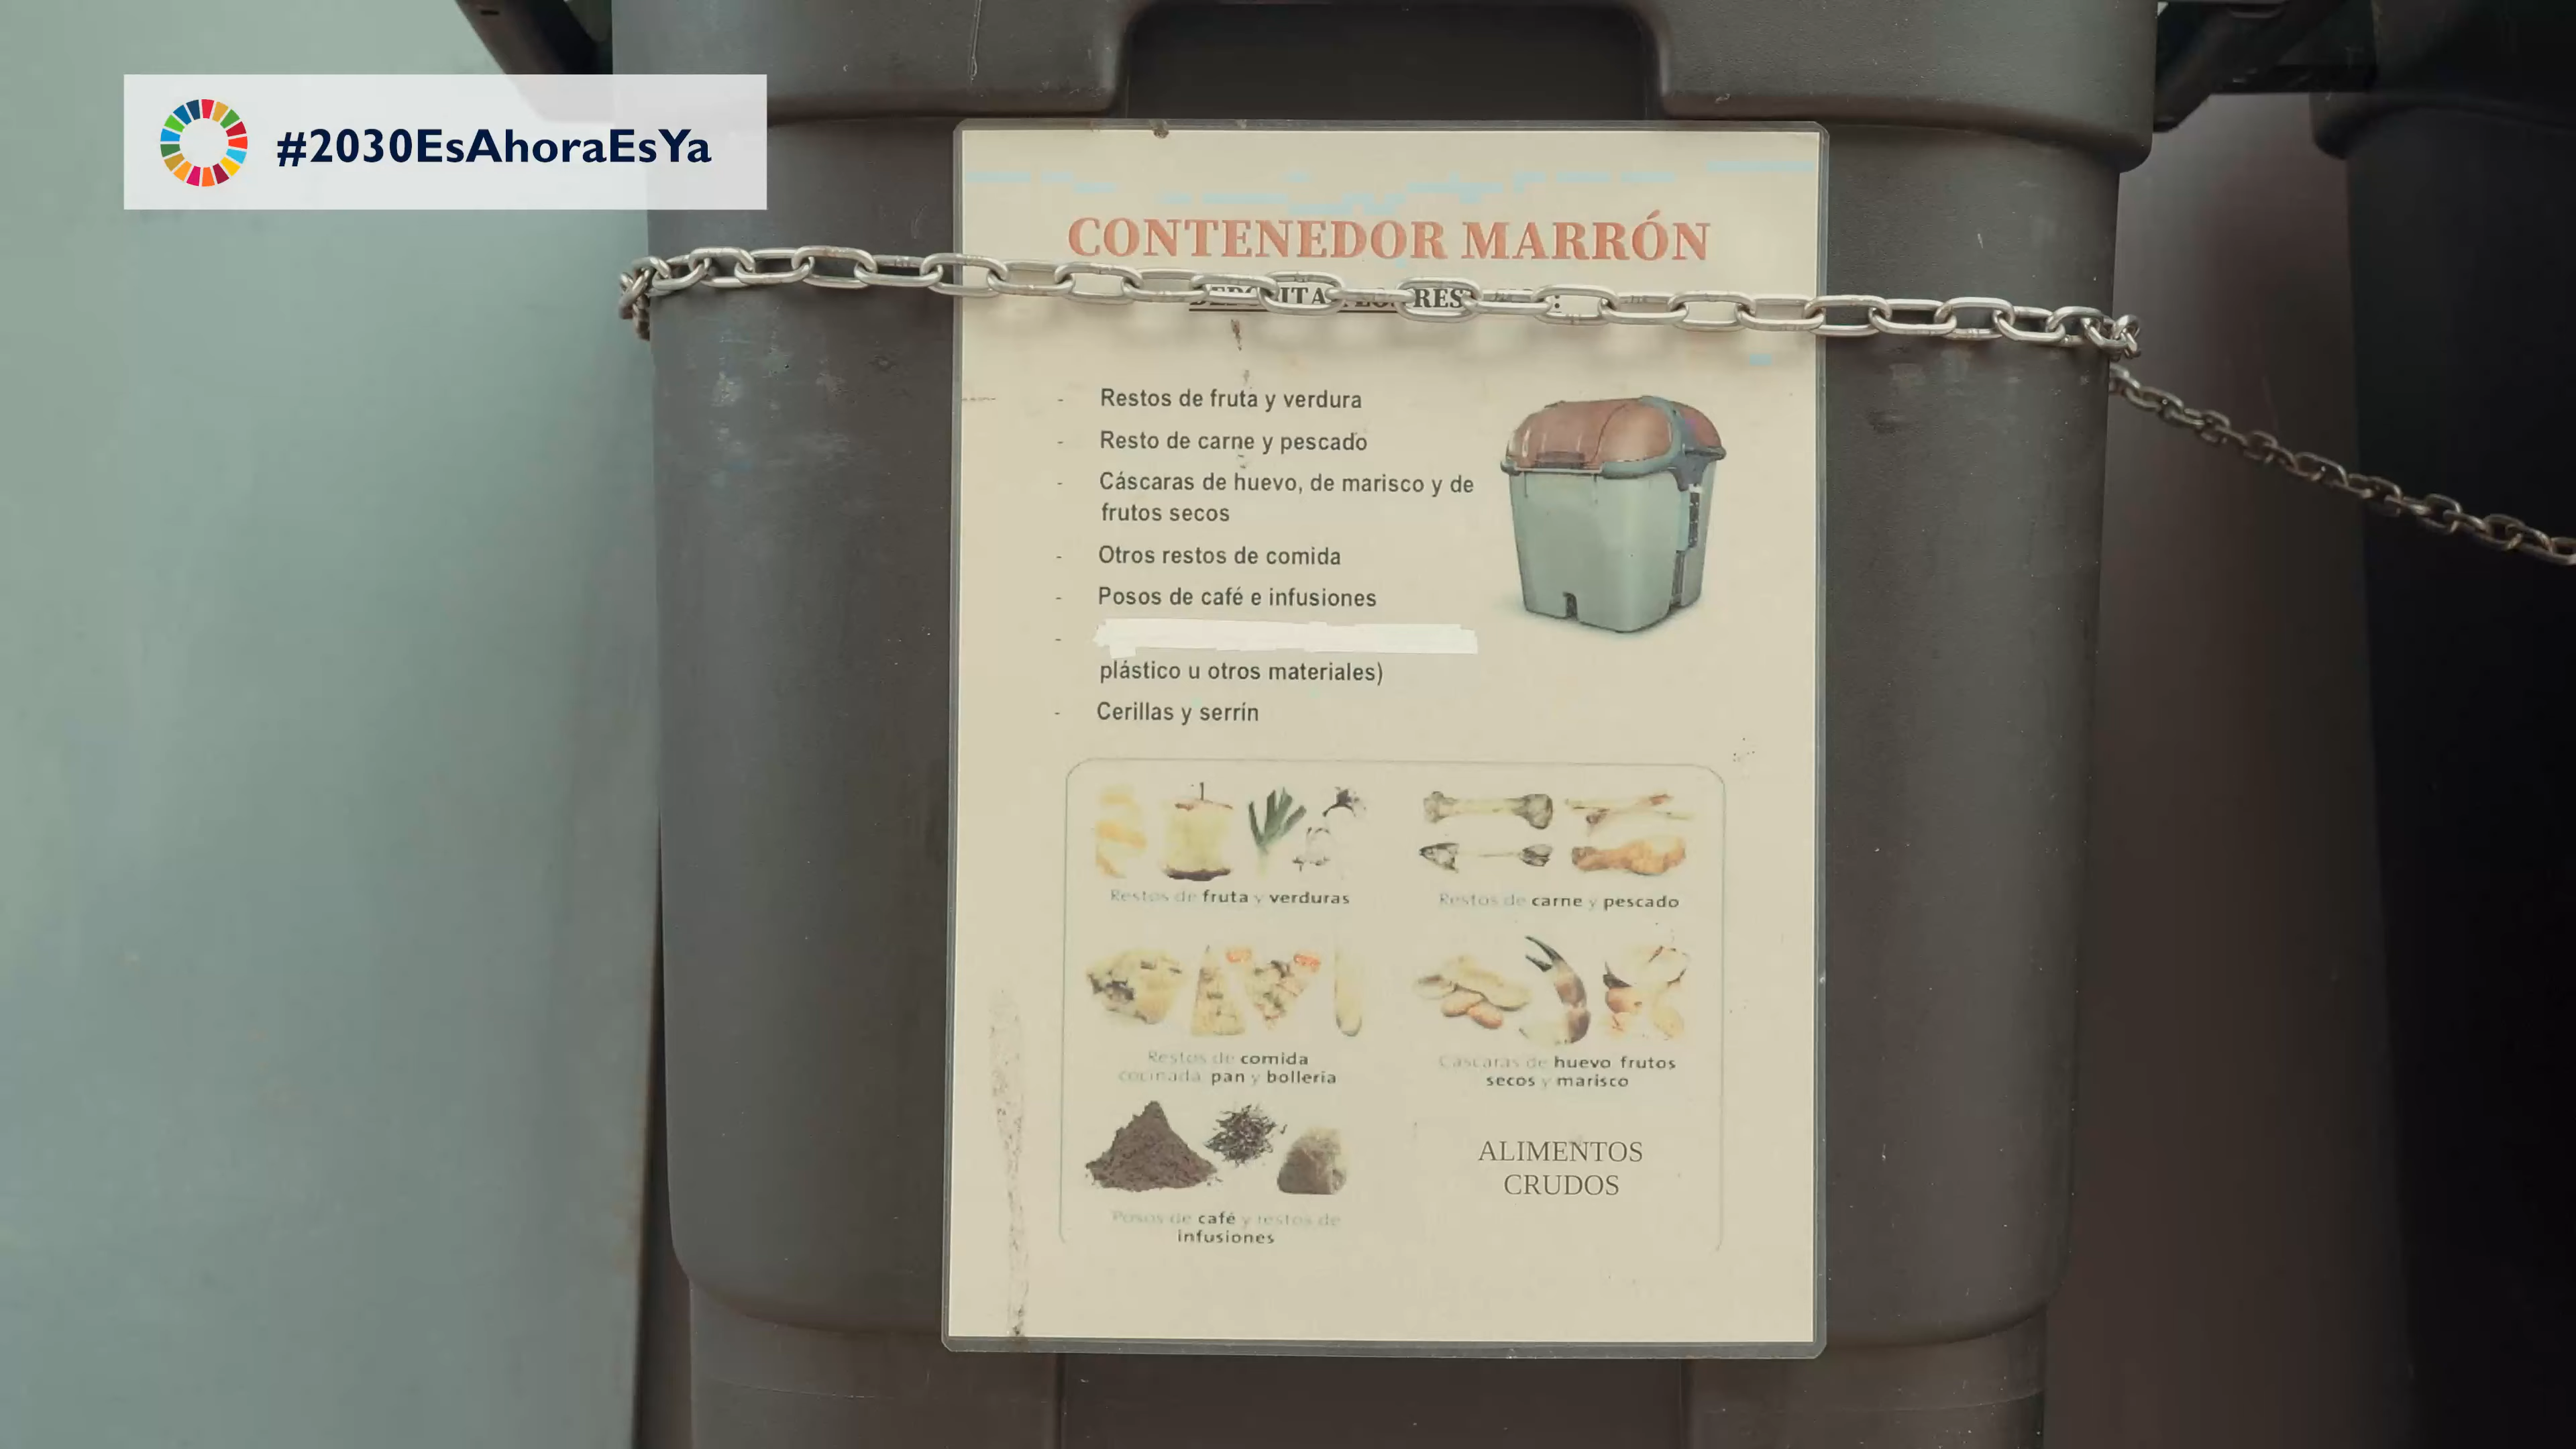 #2030EsAhoraEsYa
CONTENEDOR MARRÓN
- Restos de fruta y verdura
- Resto de carne y pescado
- Cáscaras de huevo, de marisco y de
frutos secos
- Otros restos de comida
- Posos de café e infusiones
-
plástico u otros materiales)
- Cerillas y serrín
Restos de fruta y verduras
Restos de carne y pescado
Restos de comida
cocinada pan y bolleria
Cáscaras de huevo frutos
secos y marisco
Posos de café y restos de
infusiones
ALIMENTOS
CRUDOS